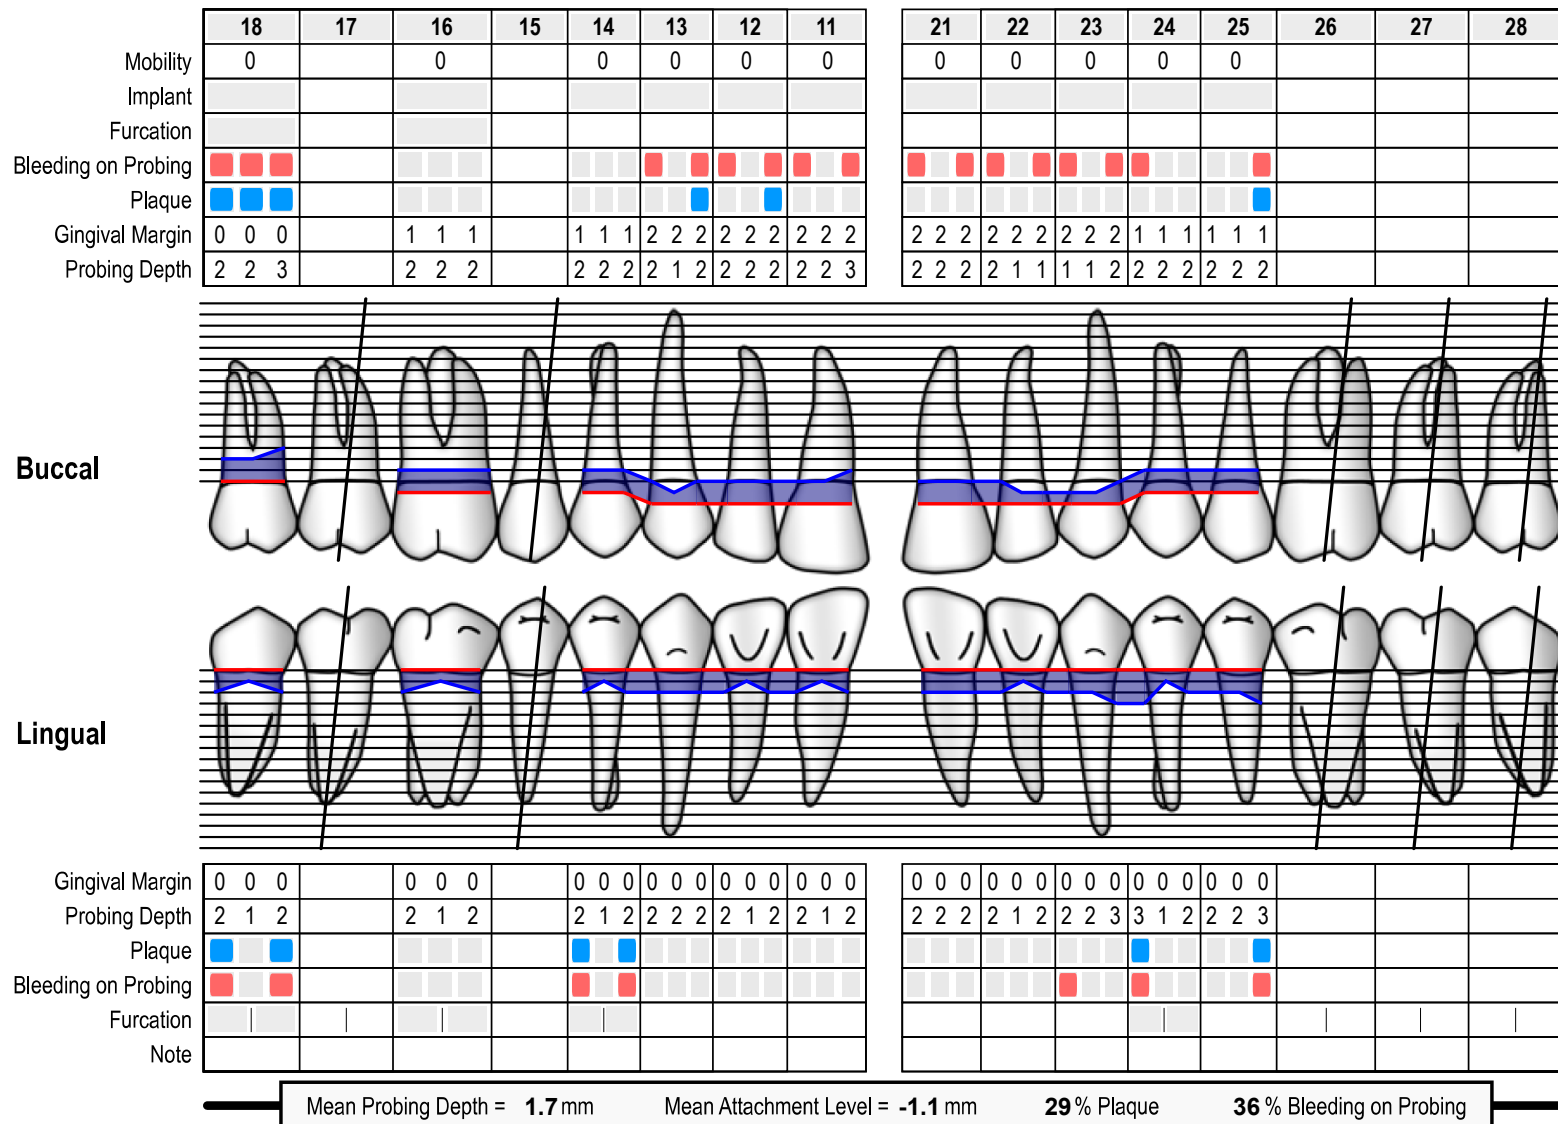 18 17 16 15 14 13 12 11 21 22 23 24 25 26 27 28
Mobility 0 0 0 0 0 0 0 0 0 0 0
Implant
Furcation
Bleeding on Probing
Plaque
Gingival Margin 0 0 0 1 1 1 1 1 1 2 2 2 2 2 2 2 2 2 2 2 2 2 2 2 2 2 2 1 1 1 1 1 1
Probing Depth 2 2 3 2 2 2 2 2 2 2 1 2 2 2 2 2 2 3 2 2 2 2 1 1 1 1 2 2 2 2 2 2 2
Buccal
Lingual
Gingival Margin 0 0 0 0 0 0 0 0 0 0 0 0 0 0 0 0 0 0 0 0 0 0 0 0 0 0 0 0 0 0 0 0 0
Probing Depth 2 1 2 2 1 2 2 1 2 2 2 2 2 1 2 2 1 2 2 2 2 2 1 2 2 2 3 3 1 2 2 2 3
Plaque
Bleeding on Probing
Furcation
Note
Mean Probing Depth = 1.7 mm Mean Attachment Level = -1.1 mm 29 % Plaque 36 % Bleeding on Probing